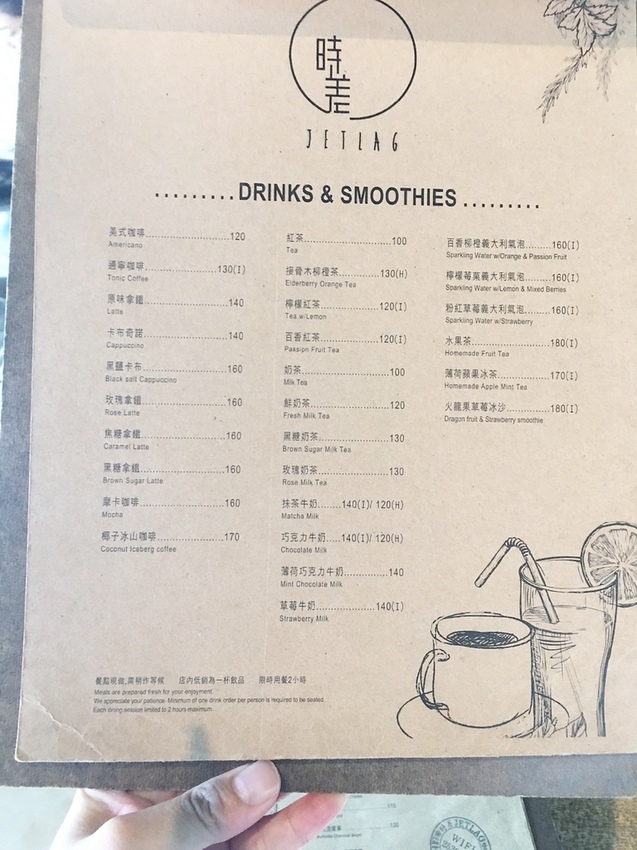 時差
JETLAG
.........DRINKS & SMOOTHIES.........
美式咖啡....................120
Americano
通寧咖啡.................130(I)
Tonic Coffee
原味拿鐵....................140
Latte
卡布奇諾....................140
Cappuccino
黑鹽卡布....................160
Black salt Cappuccino
玫瑰拿鐵....................160
Rose Latte
焦糖拿鐵....................160
Caramel Latte
黑糖拿鐵....................160
Brown Sugar Latte
摩卡咖啡....................160
Mocha
椰子冰山咖啡................170
Coconut Iceberg coffee
紅茶........................100
Tea
接骨木柳橙茶............130(H)
Elderberry Orange Tea
檸檬紅茶.................120(I)
Tea w/Lemon
百香紅茶.................120(I)
Passion Fruit Tea
奶茶........................100
Milk Tea
鮮奶茶......................120
Fresh Milk Tea
黑糖奶茶....................130
Brown Sugar Milk Tea
玫瑰奶茶....................130
Rose Milk Tea
抹茶牛奶.......140(I)/ 120(H)
Matcha Milk
巧克力牛奶.....140(I)/ 120(H)
Chocolate Milk
薄荷巧克力牛奶..............140
Mint Chocolate Milk
草莓牛奶.................140(I)
Strawberry Milk
百香柳橙義大利氣泡.......160(I)
Sparkling Water w/Orange & Passion Fruit
檸檬莓菓義大利氣泡.......160(I)
Sparkling Water w/Lemon & Mixed Berries
粉紅草莓義大利氣泡.......160(I)
Sparkling Water w/Strawberry
水果茶...................180(I)
Homemade Fruit Tea
薄荷蘋果冰茶.............170(I)
Homemade Apple Mint Tea
火龍果草莓冰沙...........180(I)
Dragon fruit & Strawberry smoothie
餐點現做,需稍作等候 店內低銷為一杯飲品 限時用餐2小時
Meals are prepared fresh for your enjoyment.
We appreciate your patience. Minimum of one drink order per person is required to be seated.
Each dining session limited to 2 hours maximum.
115
120
JETLAG